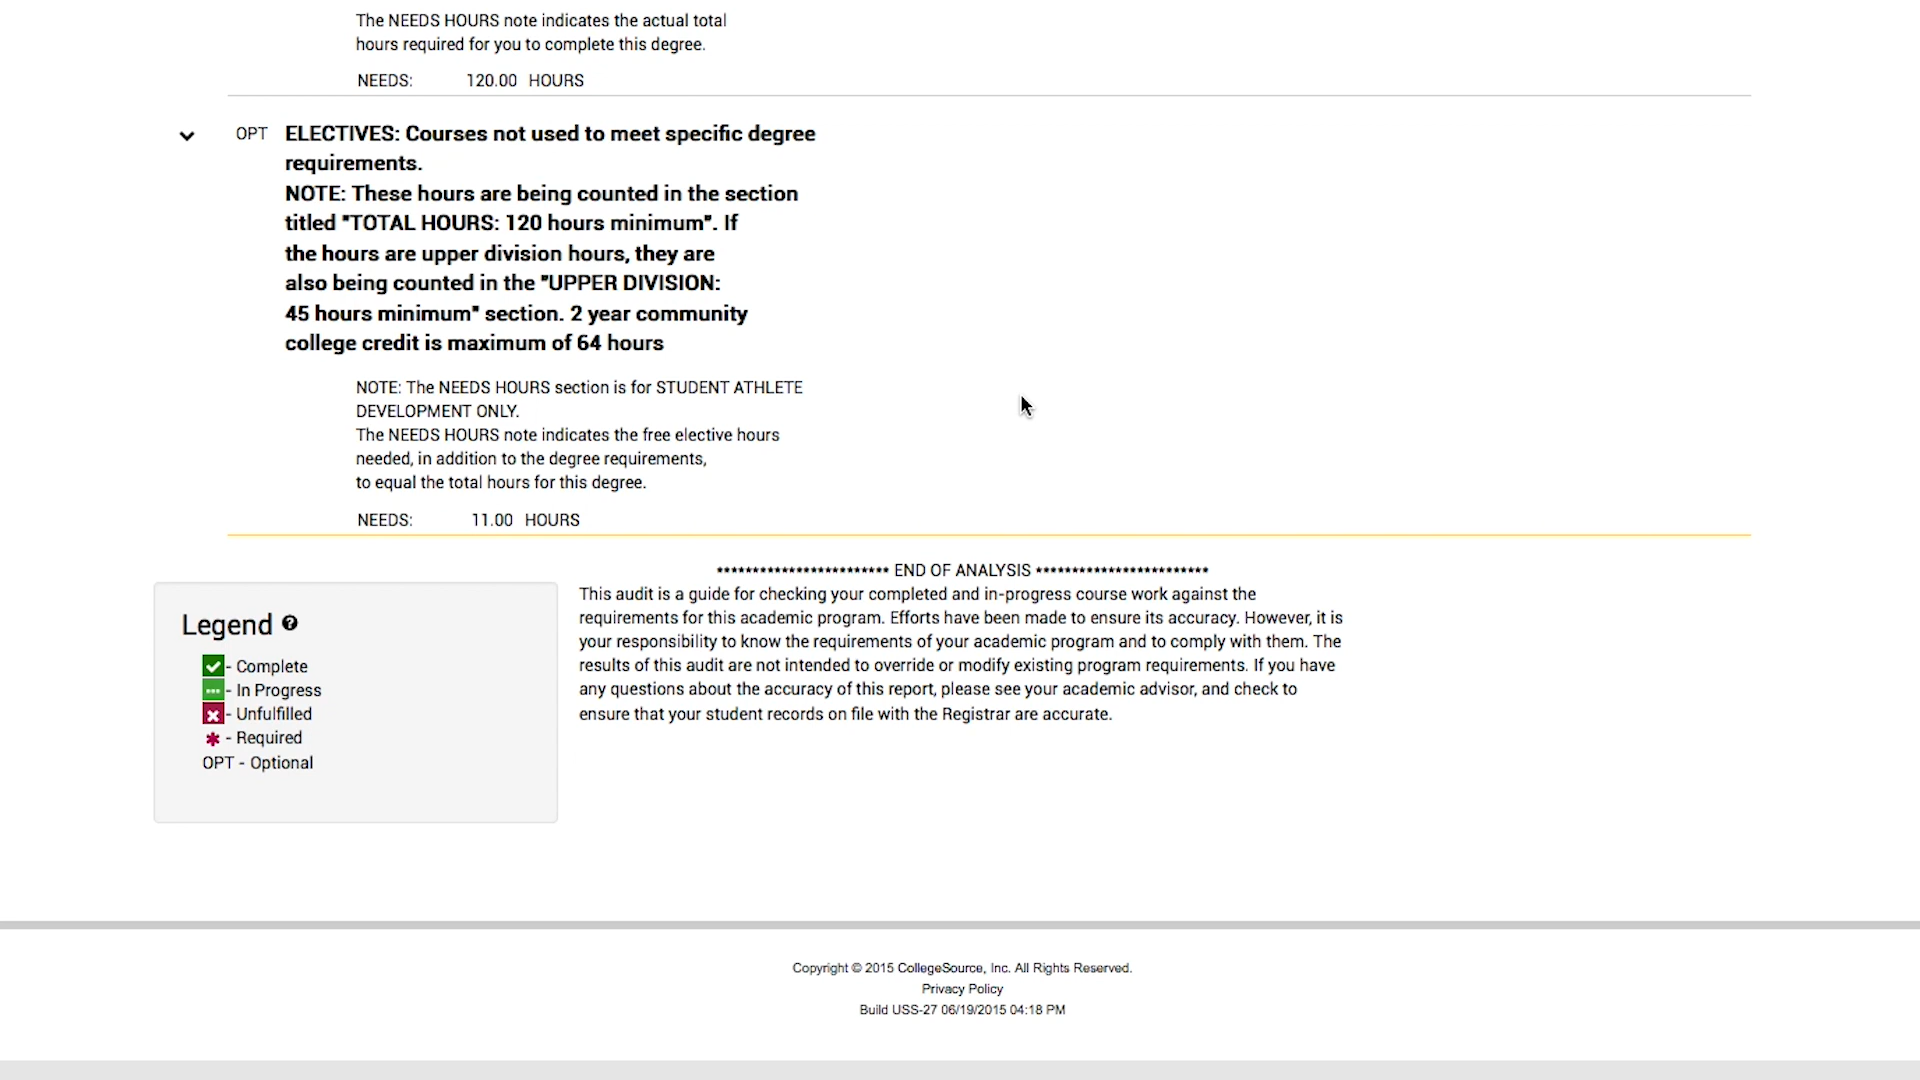 The NEEDS HOURS note indicates the actual total
hours required for you to complete this degree.
NEEDS: 120.00 HOURS
OPT ELECTIVES: Courses not used to meet specific degree
requirements.
NOTE: These hours are being counted in the section
titled "TOTAL HOURS: 120 hours minimum". If
the hours are upper division hours, they are
also being counted in the "UPPER DIVISION:
45 hours minimum" section. 2 year community
college credit is maximum of 64 hours
NOTE: The NEEDS HOURS section is for STUDENT ATHLETE
DEVELOPMENT ONLY.
The NEEDS HOURS note indicates the free elective hours
needed, in addition to the degree requirements,
to equal the total hours for this degree.
NEEDS: 11.00 HOURS
************************ END OF ANALYSIS ************************
This audit is a guide for checking your completed and in-progress course work against the
requirements for this academic program. Efforts have been made to ensure its accuracy. However, it is
your responsibility to know the requirements of your academic program and to comply with them. The
results of this audit are not intended to override or modify existing program requirements. If you have
any questions about the accuracy of this report, please see your academic advisor, and check to
ensure that your student records on file with the Registrar are accurate.
Legend ?
- Complete
- In Progress
- Unfulfilled
* - Required
OPT - Optional
Copyright © 2015 CollegeSource, Inc. All Rights Reserved.
Privacy Policy
Build USS-27 06/19/2015 04:18 PM